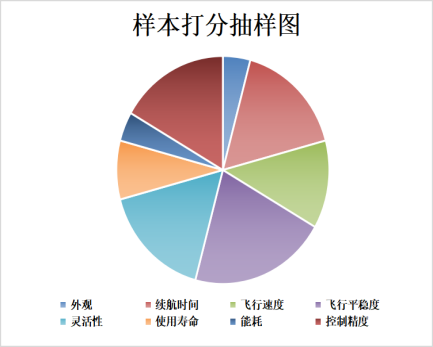 样本打分抽样图
外观 续航时间 飞行速度 飞行平稳度
灵活性 使用寿命 能耗 控制精度